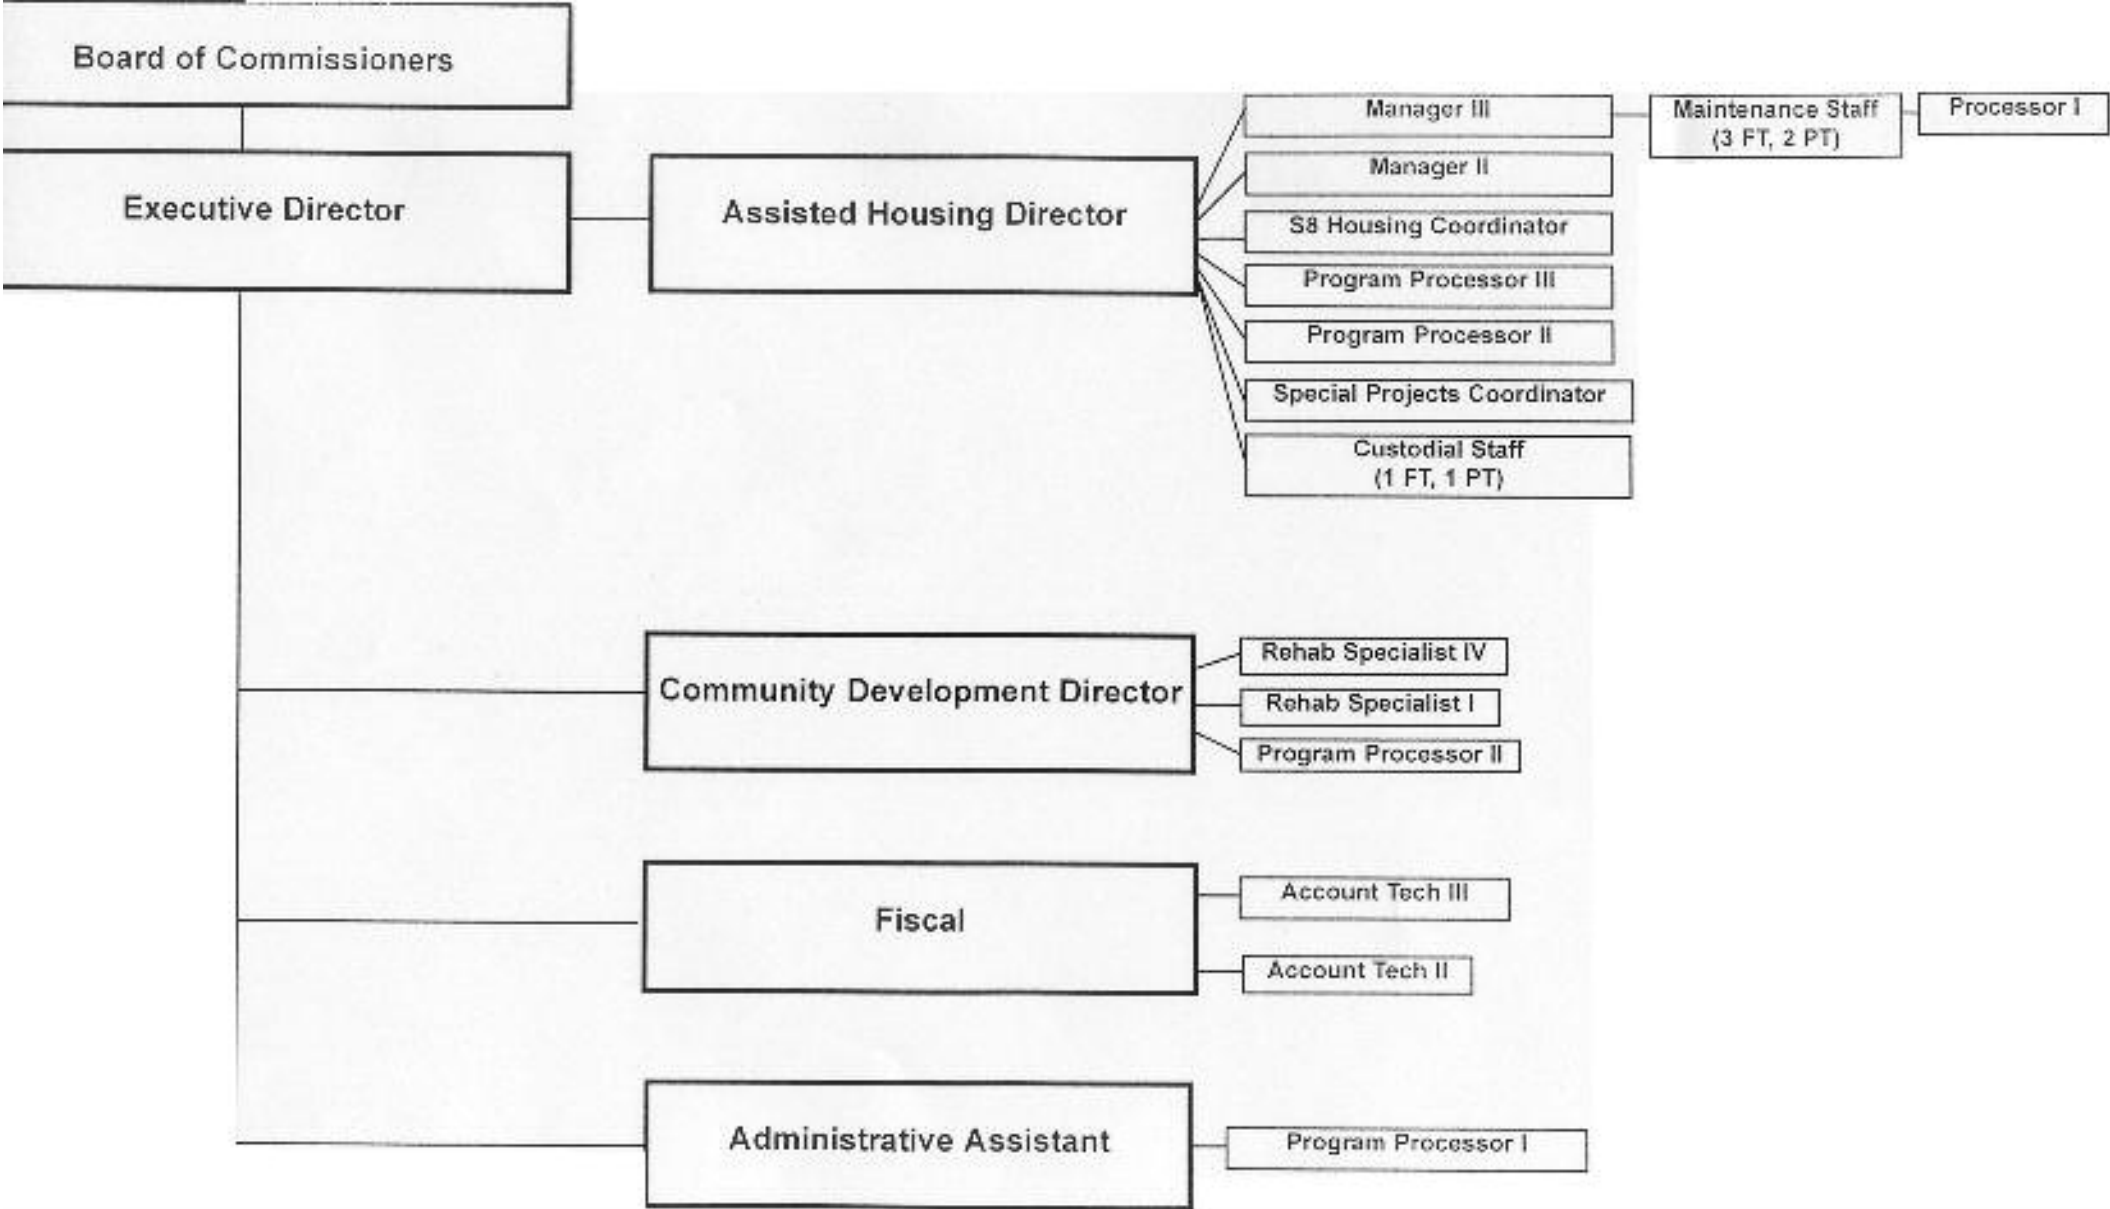 Board of Commissioners
Executive Director
Assisted Housing Director
Manager III
Maintenance Staff
(3 FT, 2 PT)
Processor I
Manager II
S8 Housing Coordinator
Program Processor III
Program Processor II
Special Projects Coordinator
Custodial Staff
(1 FT, 1 PT)
Community Development Director
Rehab Specialist IV
Rehab Specialist I
Program Processor II
Fiscal
Account Tech III
Account Tech II
Administrative Assistant
Program Processor I